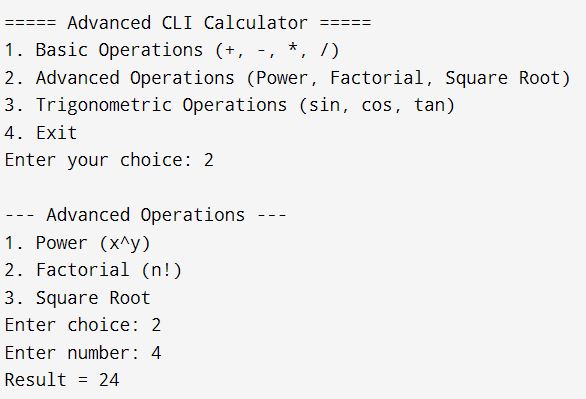 ===== Advanced CLI Calculator =====
1. Basic Operations (+, -, *, /)
2. Advanced Operations (Power, Factorial, Square Root)
3. Trigonometric Operations (sin, cos, tan)
4. Exit
Enter your choice: 2
--- Advanced Operations ---
1. Power (x^y)
2. Factorial (n!)
3. Square Root
Enter choice: 2
Enter number: 4
Result = 24